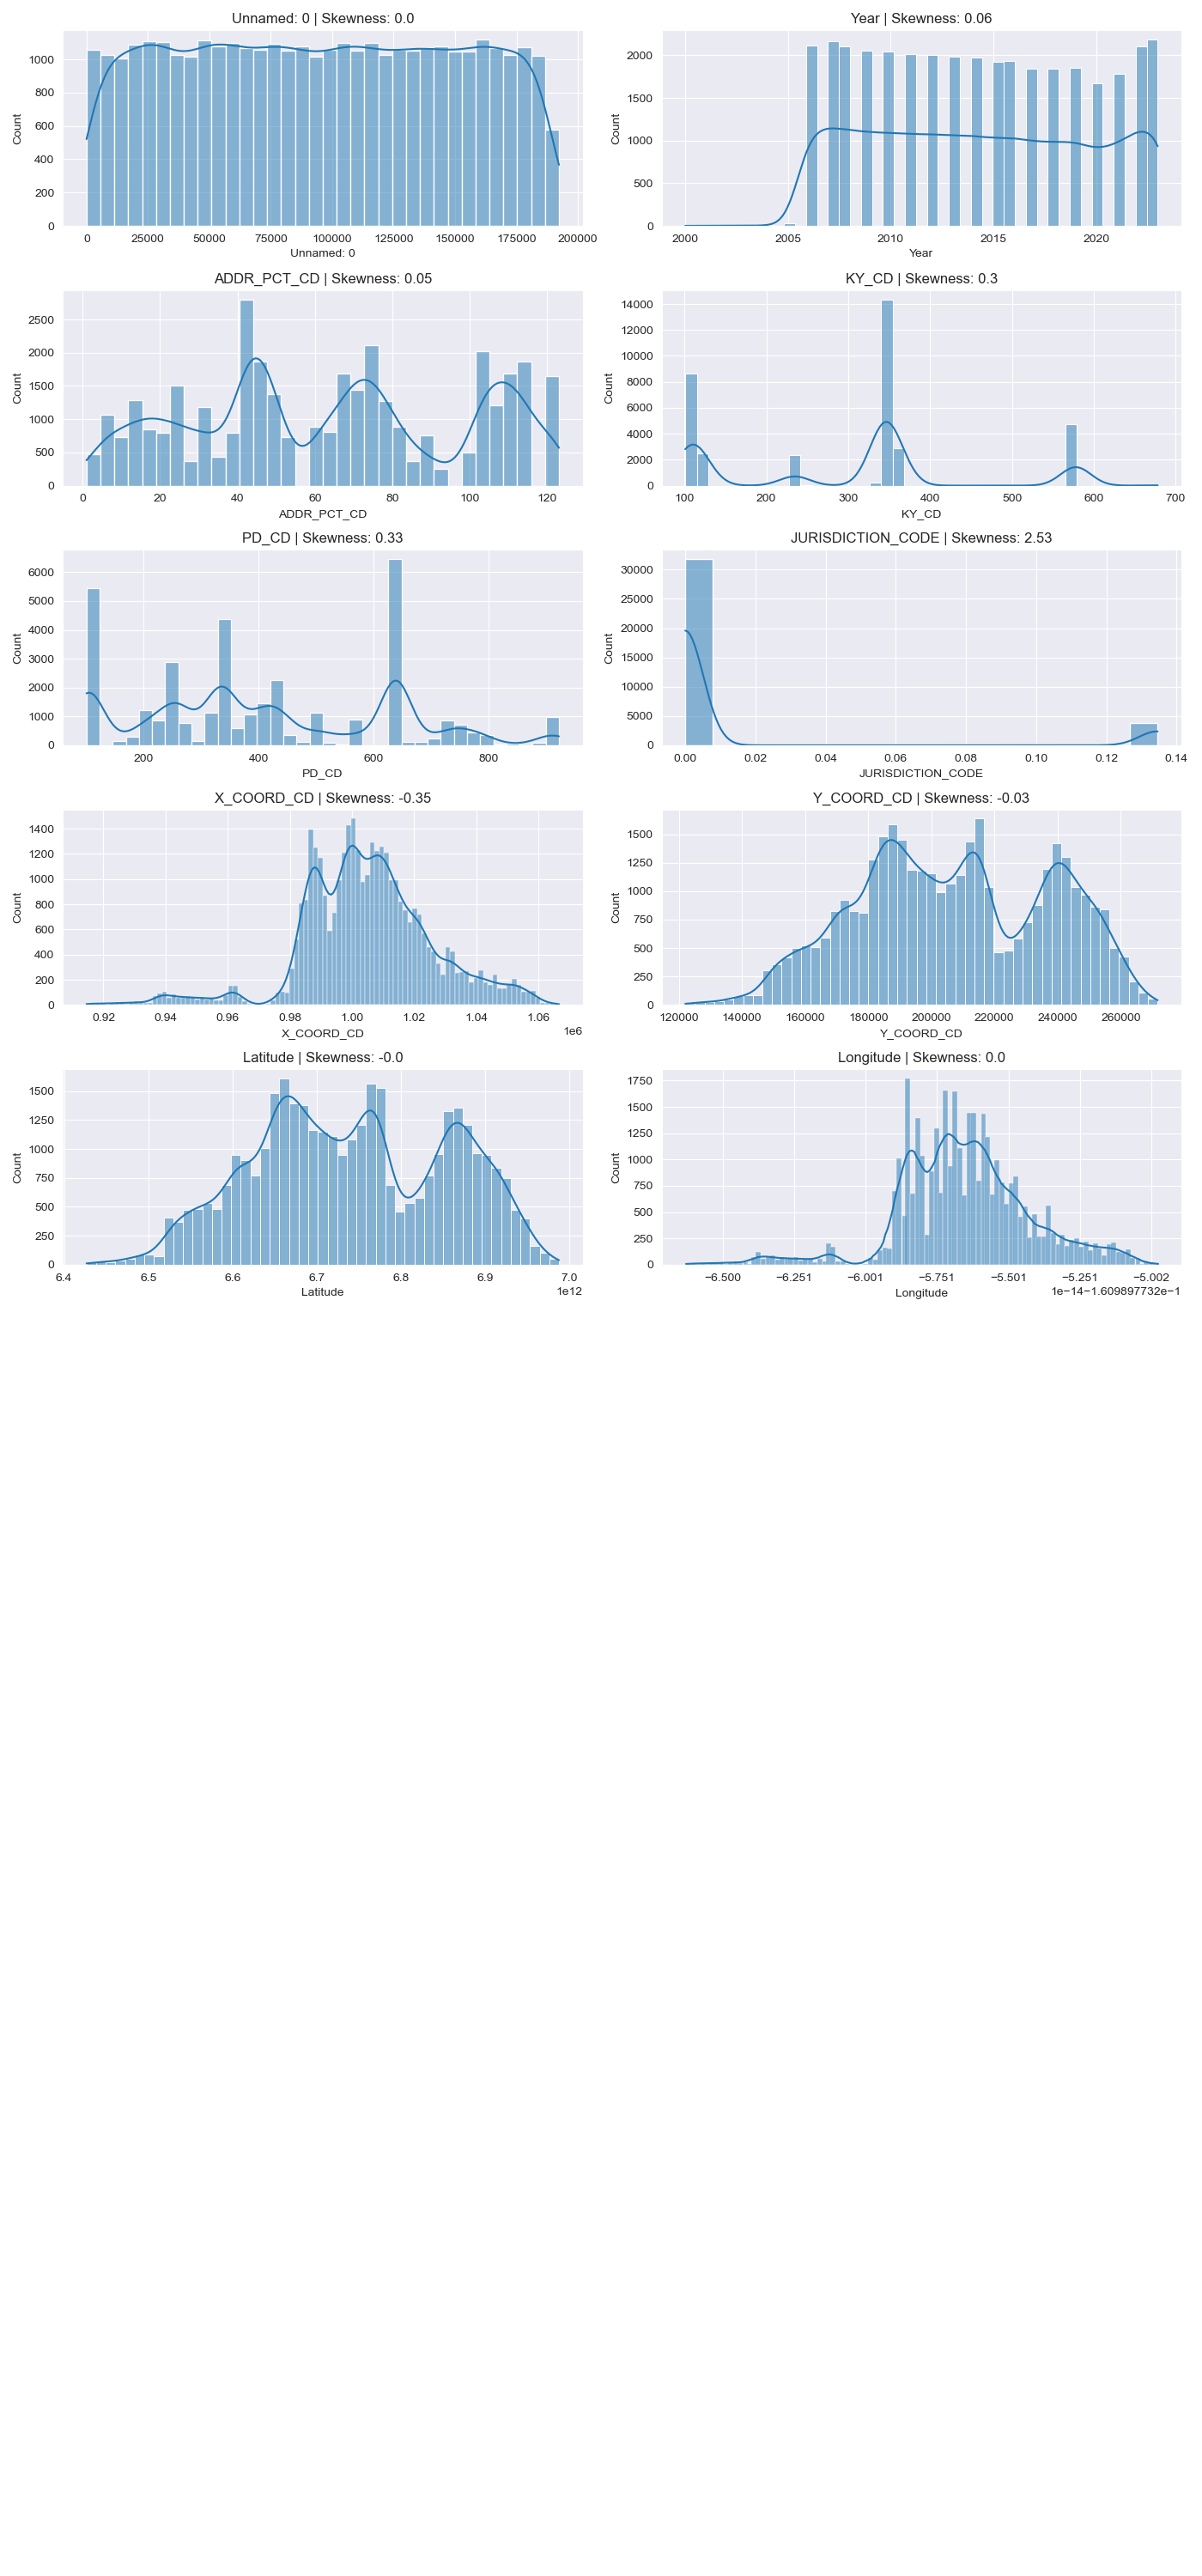 Unnamed: 0 | Skewness: 0.0
Count
1000
800
600
400
200
0
0 25000 50000 75000 100000 125000 150000 175000 200000
Unnamed: 0
Year | Skewness: 0.06
Count
2000
1500
1000
500
0
2000 2005 2010 2015 2020
Year
ADDR_PCT_CD | Skewness: 0.05
Count
2500
2000
1500
1000
500
0
0 20 40 60 80 100 120
ADDR_PCT_CD
KY_CD | Skewness: 0.3
Count
14000
12000
10000
8000
6000
4000
2000
0
100 200 300 400 500 600 700
KY_CD
PD_CD | Skewness: 0.33
Count
6000
5000
4000
3000
2000
1000
0
200 400 600 800
PD_CD
JURISDICTION_CODE | Skewness: 2.53
Count
30000
25000
20000
15000
10000
5000
0
0.00 0.02 0.04 0.06 0.08 0.10 0.12 0.14
JURISDICTION_CODE
X_COORD_CD | Skewness: -0.35
Count
1400
1200
1000
800
600
400
200
0
0.92 0.94 0.96 0.98 1.00 1.02 1.04 1.06
1e6
X_COORD_CD
Y_COORD_CD | Skewness: -0.03
Count
1500
1250
1000
750
500
250
0
120000 140000 160000 180000 200000 220000 240000 260000
Y_COORD_CD
Latitude | Skewness: -0.0
Count
1500
1250
1000
750
500
250
0
6.4 6.5 6.6 6.7 6.8 6.9 7.0
1e12
Latitude
Longitude | Skewness: 0.0
Count
1750
1500
1250
1000
750
500
250
0
−6.500 −6.251 −6.001 −5.751 −5.501 −5.251 −5.002
1e−14−1.609897732e−1
Longitude